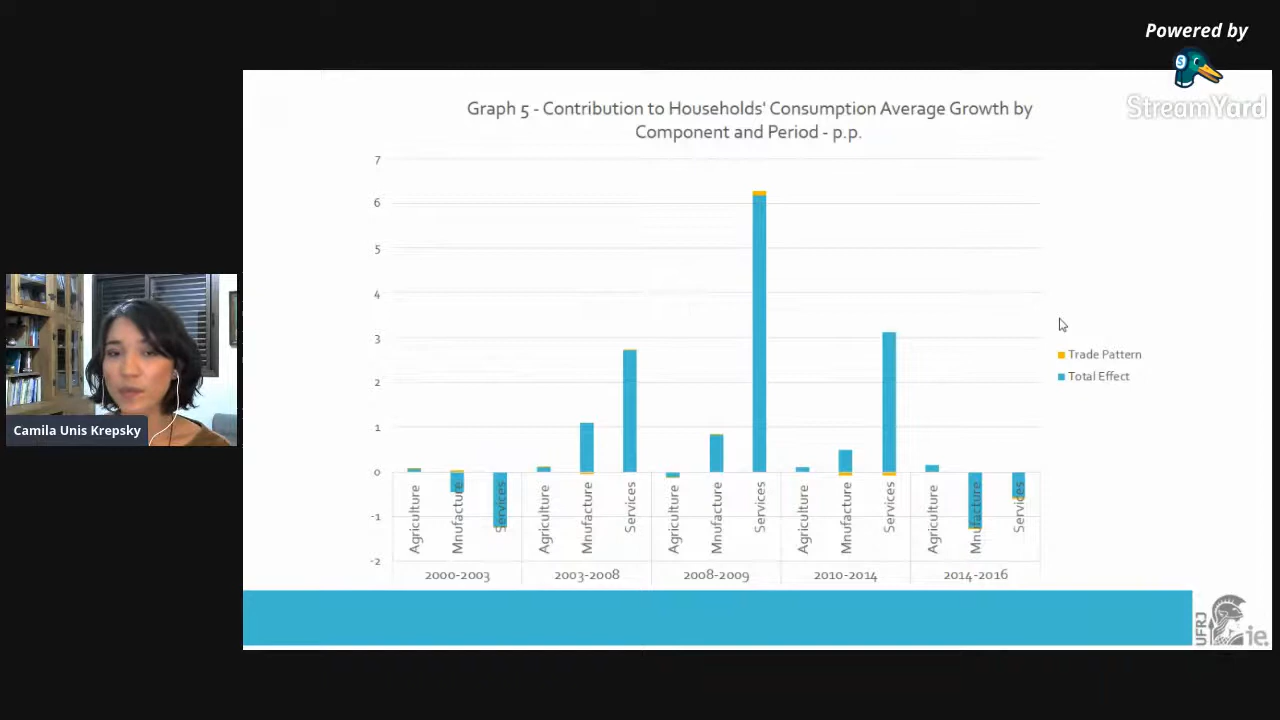 Powered by
S
StreamYard
Graph 5 - Contribution to Households' Consumption Average Growth by
Component and Period - p.p.
7
6
5
4
3
2
1
0
-1
-2
Agriculture
Mnufacture
Services
Agriculture
Mnufacture
Services
Agriculture
Mnufacture
Services
Agriculture
Mnufacture
Services
Agriculture
Mnufacture
Services
2000-2003
2003-2008
2008-2009
2010-2014
2014-2016
Trade Pattern
Total Effect
Camila Unis Krepsky
UFRJ
ie.